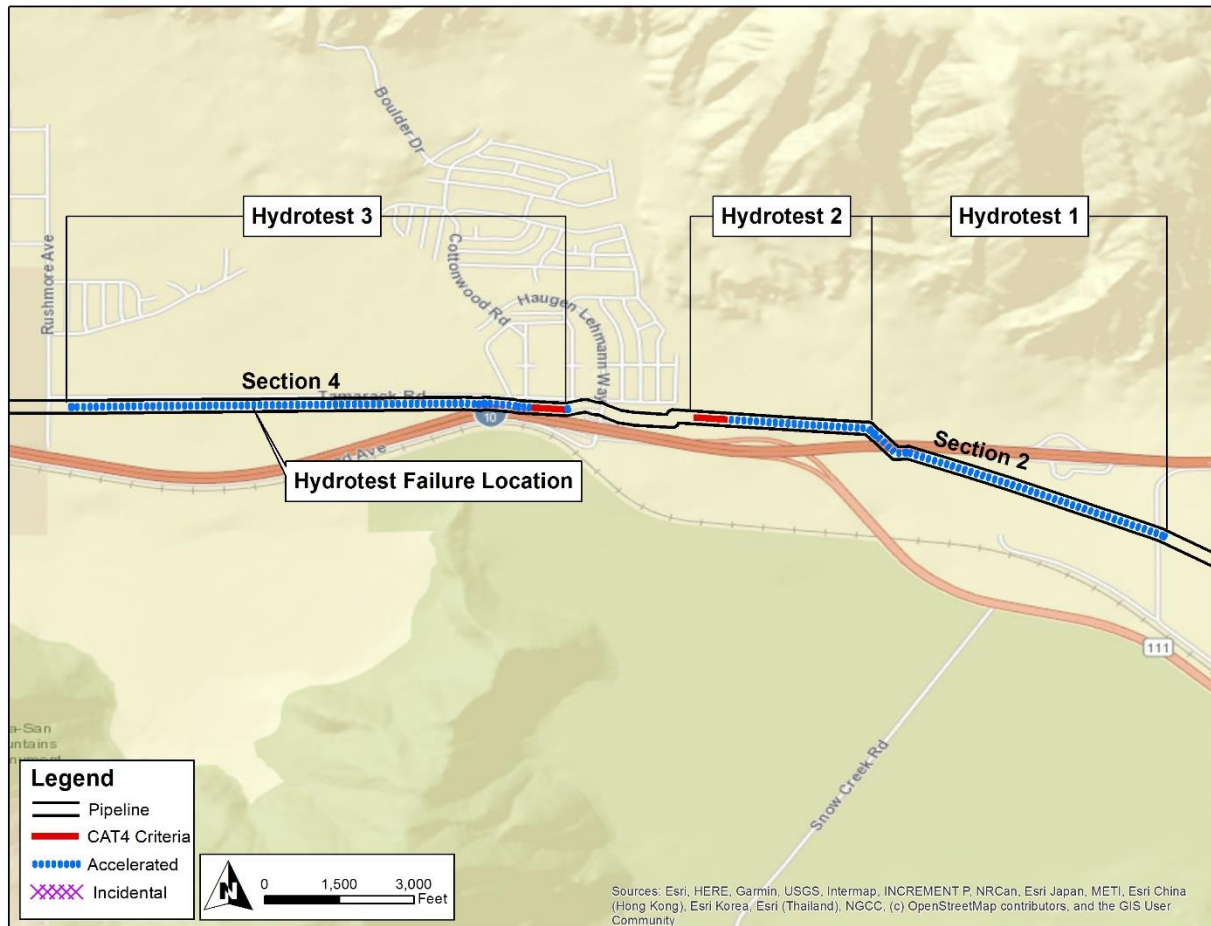 Boulder Dr
Hydrotest 3
Hydrotest 2
Hydrotest 1
Rushmore Ave
Cottonwood Rd
Haugen Lehmann Way
Section 4
Tamarack Rd
10
Section 2
Ave
Hydrotest Failure Location
111
Snow Creek Rd
a-San
untains
Legend
Pipeline
CAT4 Criteria
Accelerated
Incidental
N
0 1,500 3,000
Feet
Sources: Esri, HERE, Garmin, USGS, Intermap, INCREMENT P, NRCan, Esri Japan, METI, Esri China
(Hong Kong), Esri Korea, Esri (Thailand), NGCC, (c) OpenStreetMap contributors, and the GIS User
Community